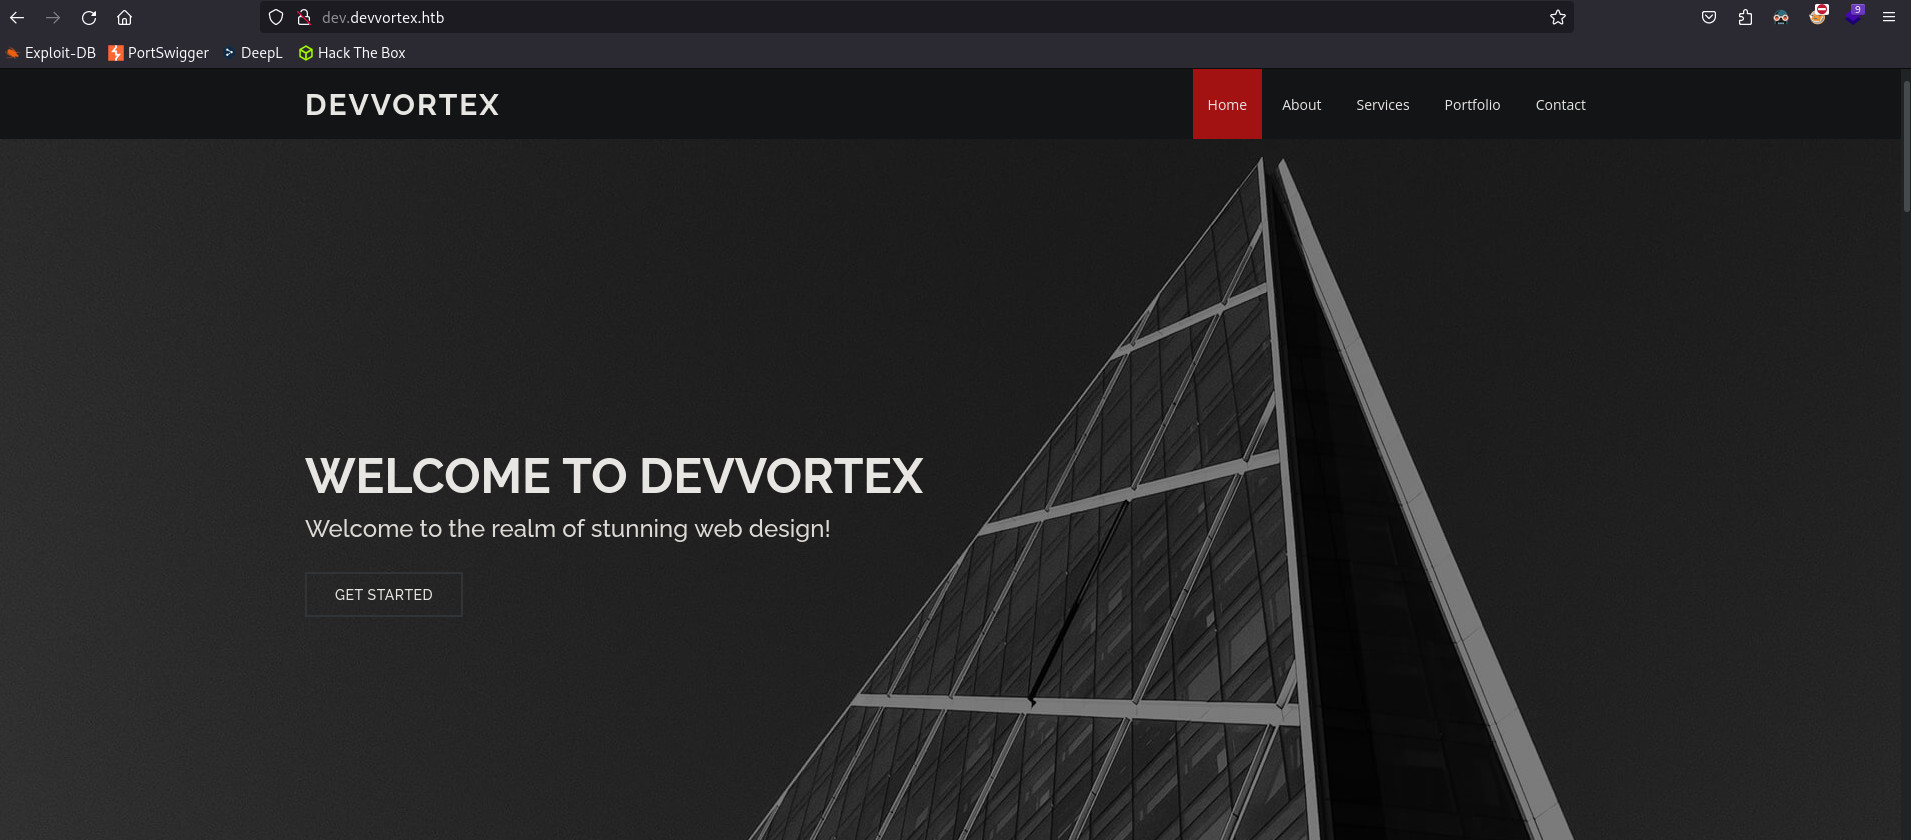 dev.devvortex.htb
9
Exploit-DB PortSwigger DeepL Hack The Box
DEVVORTEX
Home About Services Portfolio Contact
WELCOME TO DEVVORTEX
Welcome to the realm of stunning web design!
GET STARTED